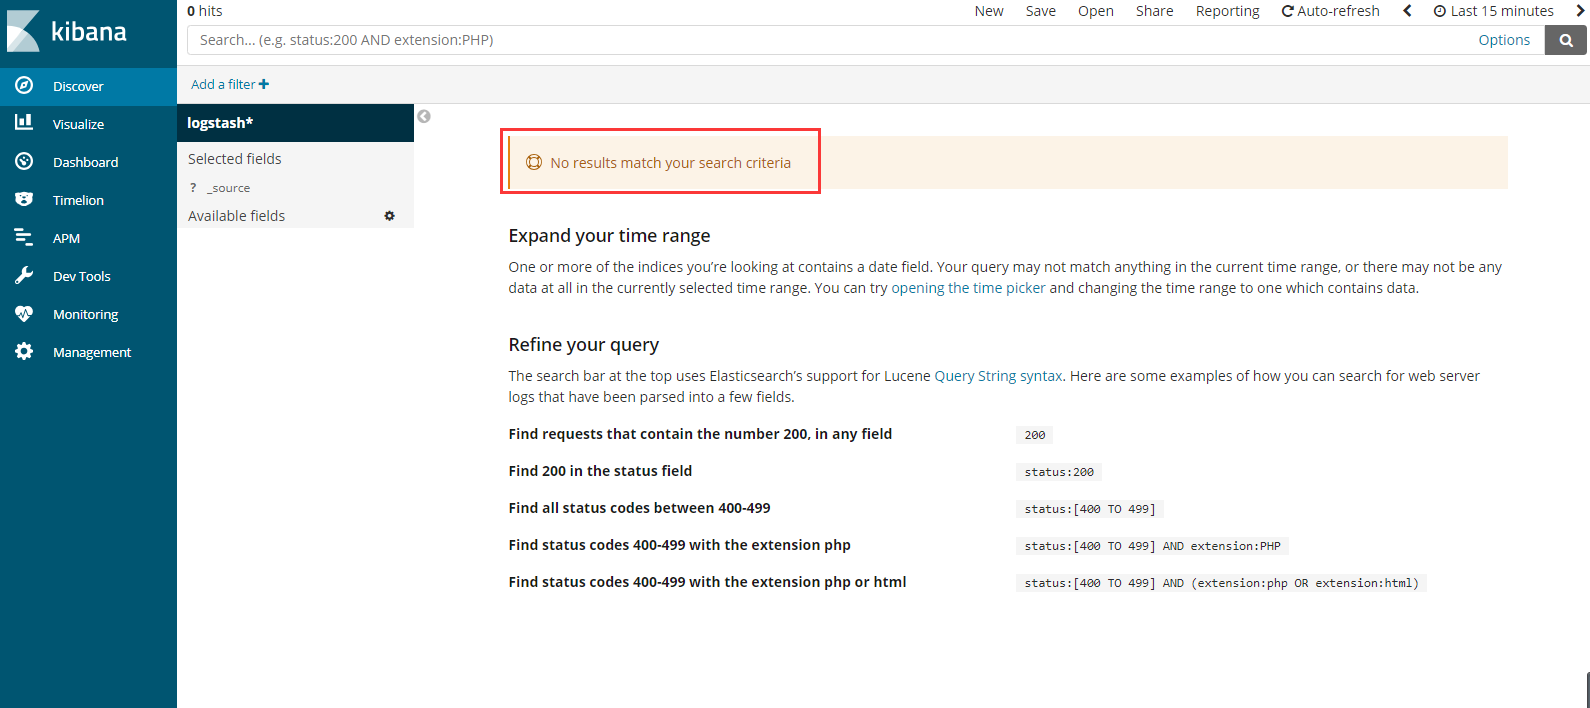 kibana
Discover
Visualize
Dashboard
Timelion
APM
Dev Tools
Monitoring
Management
0 hits
New Save Open Share Reporting Auto-refresh Last 15 minutes
Search... (e.g. status:200 AND extension:PHP) Options
Add a filter
logstash*
Selected fields
? _source
Available fields
No results match your search criteria
Expand your time range
One or more of the indices you’re looking at contains a date field. Your query may not match anything in the current time range, or there may not be any
data at all in the currently selected time range. You can try opening the time picker and changing the time range to one which contains data.
Refine your query
The search bar at the top uses Elasticsearch’s support for Lucene Query String syntax. Here are some examples of how you can search for web server
logs that have been parsed into a few fields.
Find requests that contain the number 200, in any field 200
Find 200 in the status field status:200
Find all status codes between 400-499 status:[400 TO 499]
Find status codes 400-499 with the extension php status:[400 TO 499] AND extension:PHP
Find status codes 400-499 with the extension php or html status:[400 TO 499] AND (extension:php OR extension:html)